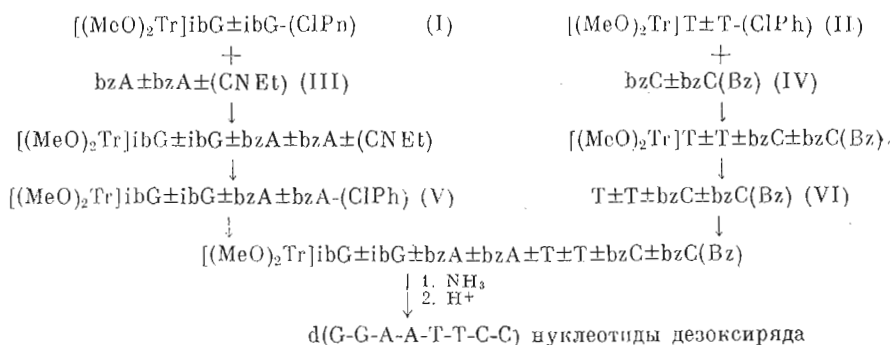 [(MeO)₂Tr]ibG±ibG-(ClPh) (I) [(MeO)₂Tr]T±T-(ClPh) (II)
+ +
bzA±bzA±(CNEt) (III) bzC±bzC(Bz) (IV)
↓ ↓
[(MeO)₂Tr]ibG±ibG±bzA±bzA±(CNEt) [(MeO)₂Tr]T±T±bzC±bzC(Bz).
↓ ↓
[(MeO)₂Tr]ibG±ibG±bzA±bzA-(ClPh) (V) T±T±bzC±bzC(Bz) (VI)
↓ ↓
[(MeO)₂Tr]ibG±ibG±bzA±bzA±T±T±bzC±bzC(Bz)
↓ 1. NH₃
2. H+
d(G-G-A-A-T-T-C-C) нуклеотиды дезоксиряда